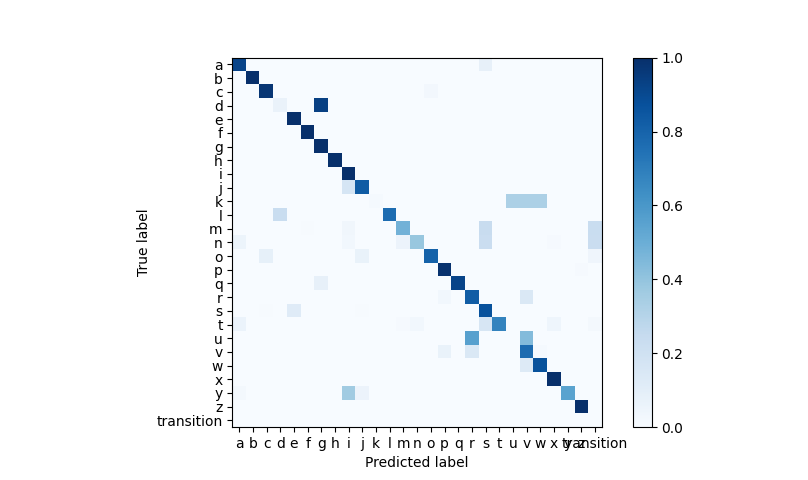 True label
a
b
c
d
e
f
g
h
i
j
k
l
m
n
o
p
q
r
s
t
u
v
w
x
y
z
transition
a b c d e f g h i j k l m n o p q r s t u v w x y z transition
Predicted label
1.0
0.8
0.6
0.4
0.2
0.0